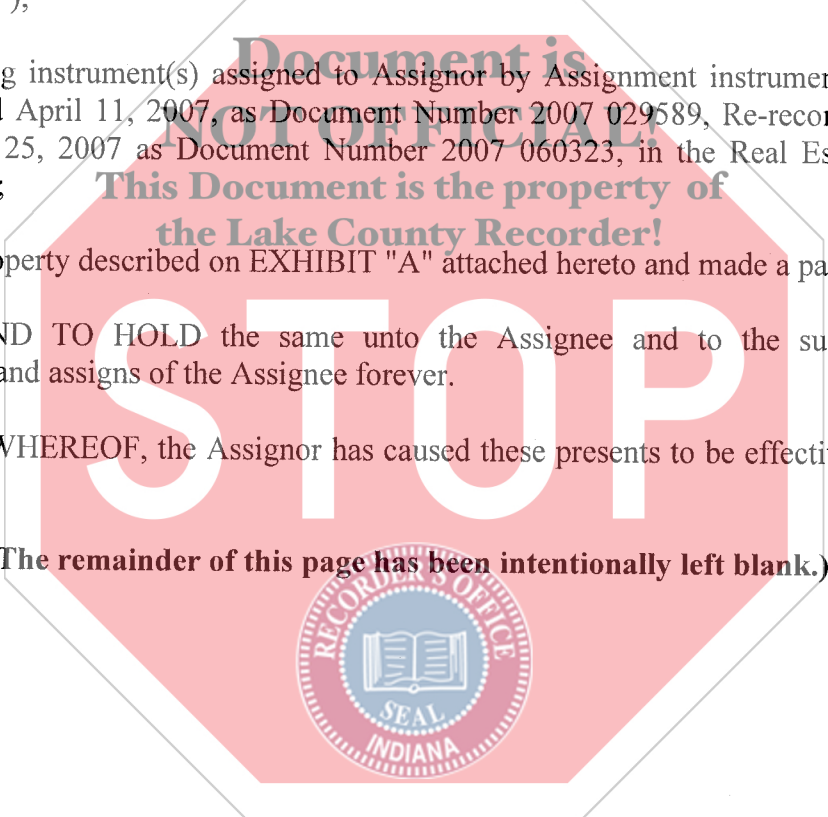 );
Document is
g instrument(s) assigned to Assignor by Assignment instrumen
April 11, 2007, as Document Number 2007 029589, Re-recor
NOT OFFICIAL!
25, 2007 as Document Number 2007 060323, in the Real Es
;
This Document is the property of
the Lake County Recorder!
perty described on EXHIBIT "A" attached hereto and made a pa
ND TO HOLD the same unto the Assignee and to the su
and assigns of the Assignee forever.
WHEREOF, the Assignor has caused these presents to be effecti
STOP
The remainder of this page has been intentionally left blank.)
RECORDER'S OFFICE
SEAL
INDIANA